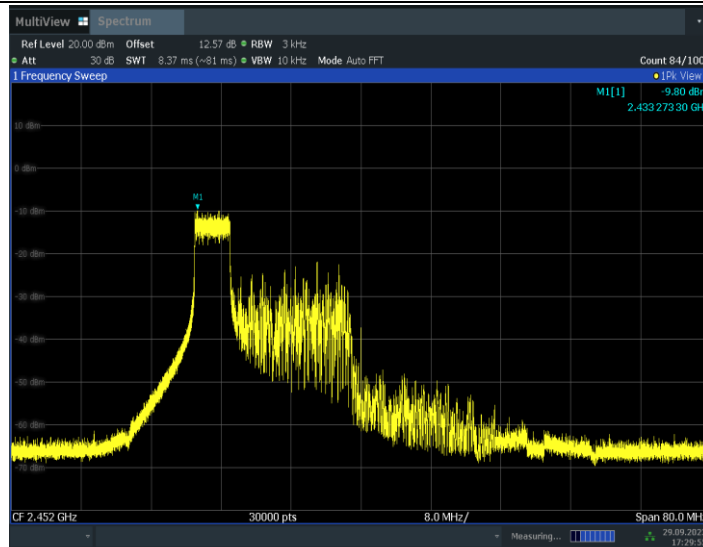 MultiView Spectrum
Ref Level 20.00 dBm Offset 12.57 dB RBW 3 kHz
Att 30 dB SWT 8.37 ms (~81 ms) VBW 10 kHz Mode Auto FFT Count 84/100
1 Frequency Sweep 1Pk View
M1[1] -9.80 dBm
2.433 273 30 GH
10 dBm
0 dBm
M1
-10 dBm
-20 dBm
-30 dBm
-40 dBm
-50 dBm
-60 dBm
-70 dBm
CF 2.452 GHz 30000 pts 8.0 MHz/ Span 80.0 MH
Measuring... 29.09.202
17:29:5